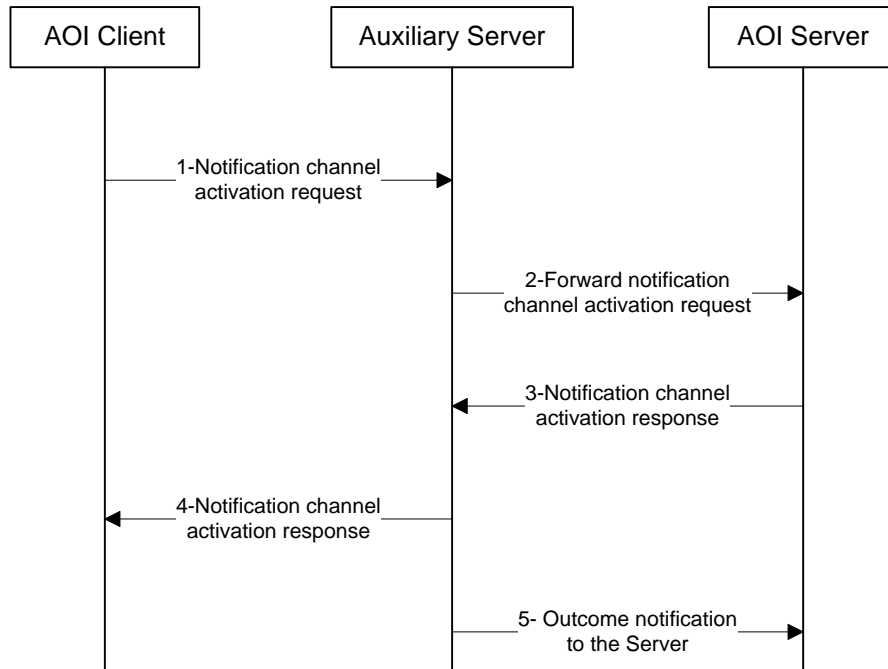 AOI Client
Auxiliary Server
AOI Server
1-Notification channel
activation request
2-Forward notification
channel activation request
3-Notification channel
activation response
4-Notification channel
activation response
5- Outcome notification
to the Server